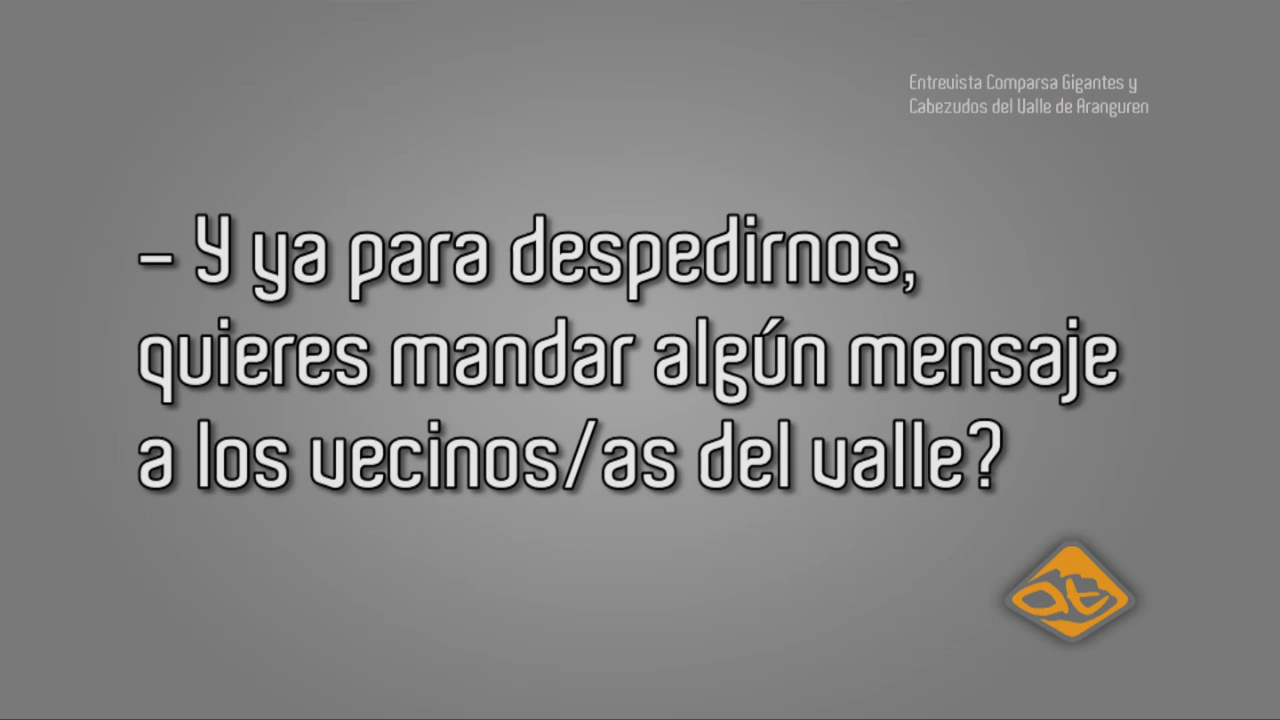 Entrevista Comparsa Gigantes y
Cabezudos del Valle de Aranguren
– Y ya para despedirnos,
quieres mandar algún mensaje
a los vecinos/as del valle?